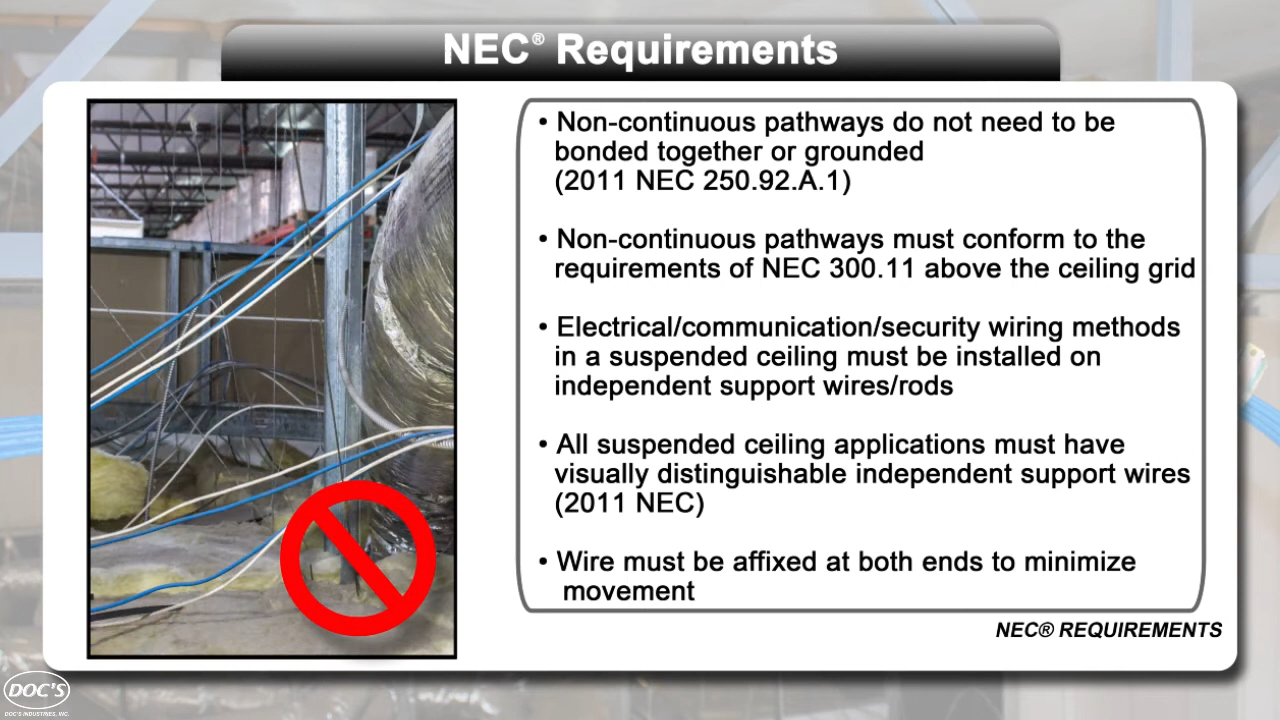 NEC® Requirements
• Non-continuous pathways do not need to be
bonded together or grounded
(2011 NEC 250.92.A.1)
• Non-continuous pathways must conform to the
requirements of NEC 300.11 above the ceiling grid
• Electrical/communication/security wiring methods
in a suspended ceiling must be installed on
independent support wires/rods
• All suspended ceiling applications must have
visually distinguishable independent support wires
(2011 NEC)
• Wire must be affixed at both ends to minimize
movement
NEC® REQUIREMENTS
DOC'S
DOC'S INDUSTRIES, INC.